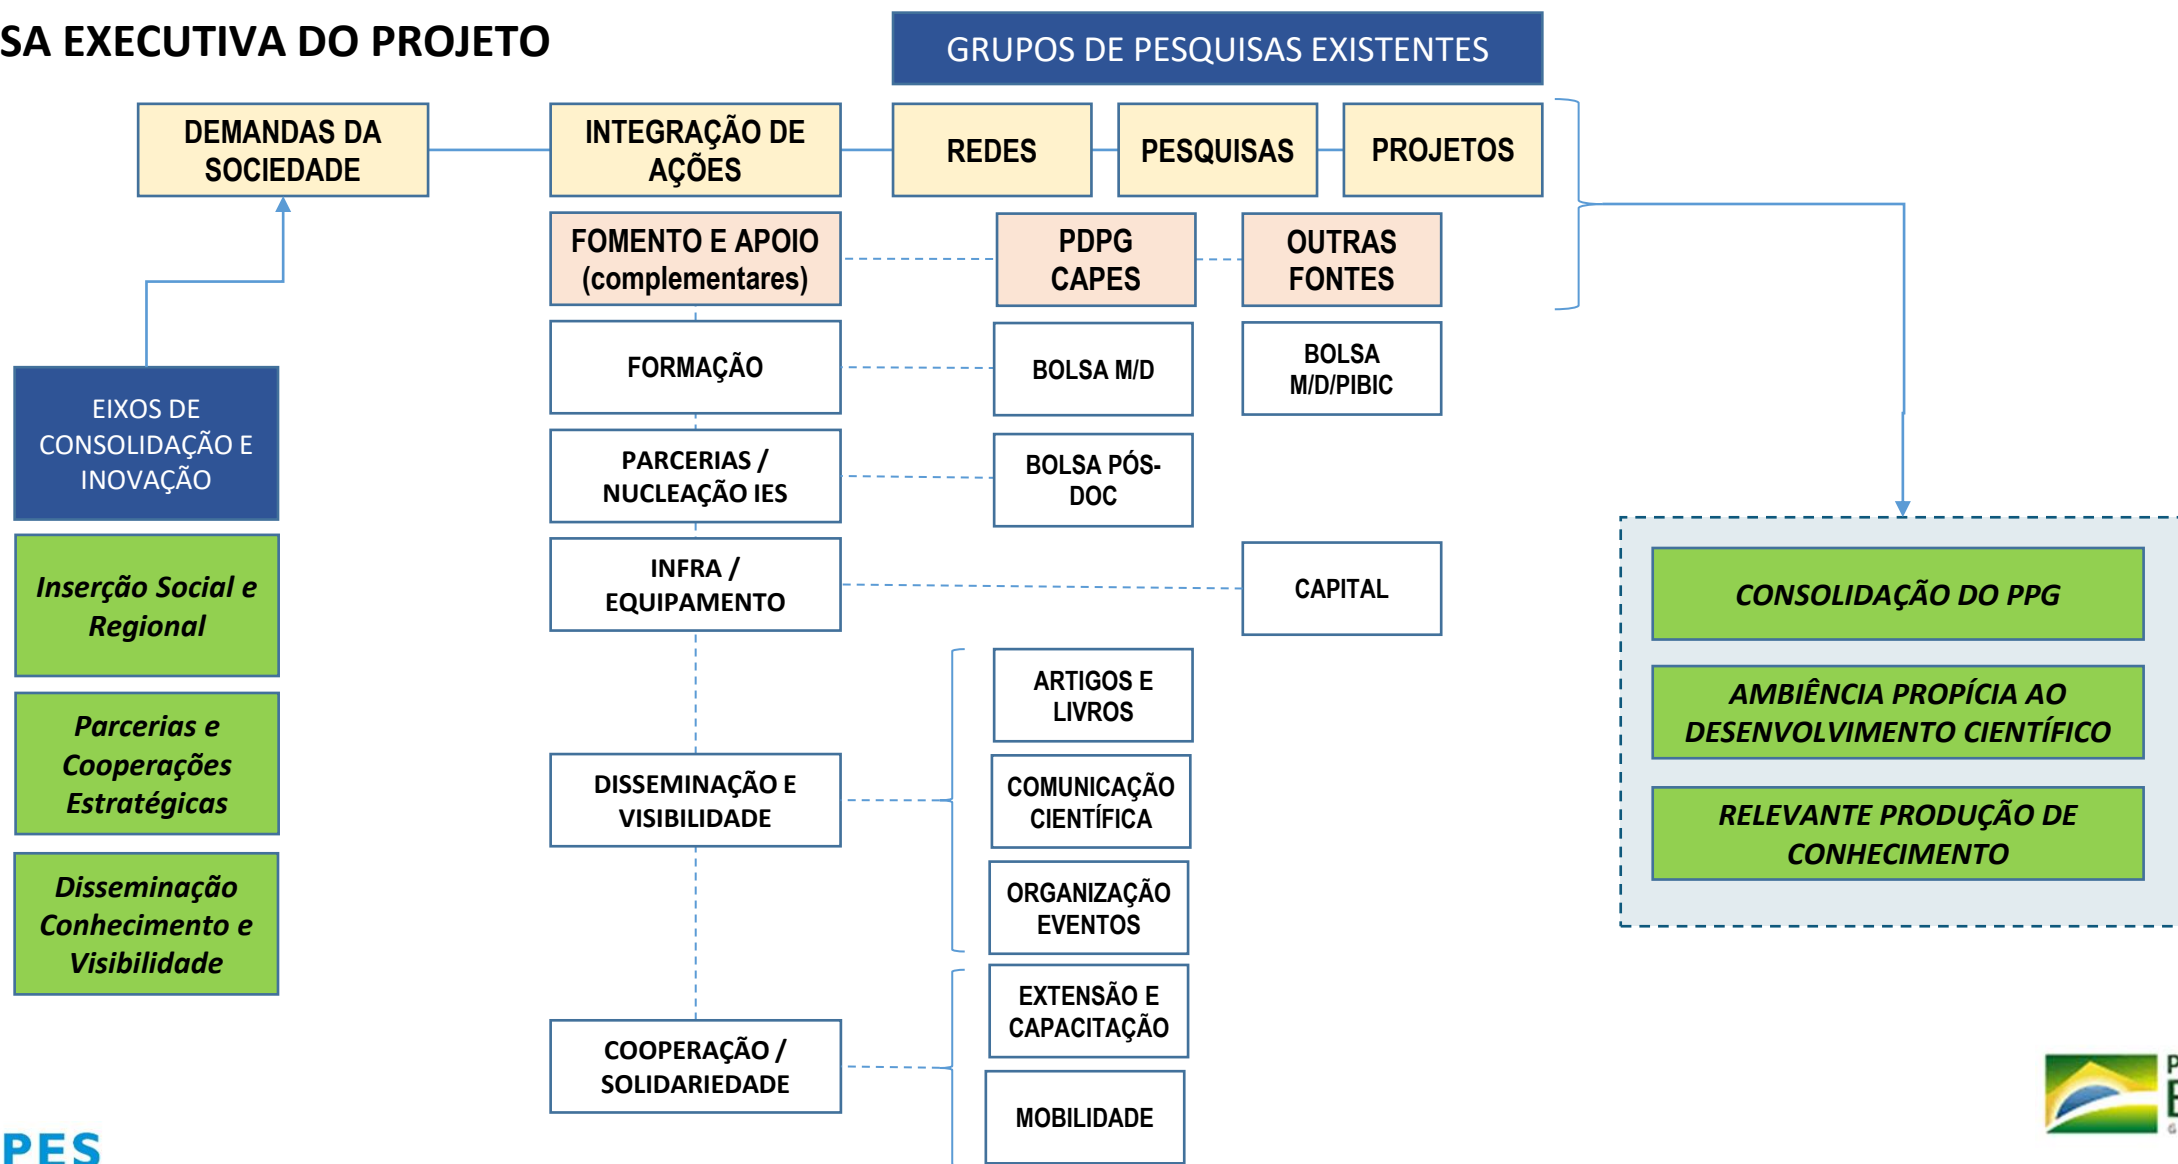 SA EXECUTIVA DO PROJETO
GRUPOS DE PESQUISAS EXISTENTES
DEMANDAS DA
SOCIEDADE
INTEGRAÇÃO DE
AÇÕES
REDES
PESQUISAS
PROJETOS
FOMENTO E APOIO
(complementares)
PDPG
CAPES
OUTRAS
FONTES
FORMAÇÃO
BOLSA M/D
BOLSA
M/D/PIBIC
EIXOS DE
CONSOLIDAÇÃO E
INOVAÇÃO
PARCERIAS /
NUCLEAÇÃO IES
BOLSA PÓS-
DOC
Inserção Social e
Regional
INFRA /
EQUIPAMENTO
CAPITAL
CONSOLIDAÇÃO DO PPG
Parcerias e
Cooperações
Estratégicas
ARTIGOS E
LIVROS
AMBIÊNCIA PROPÍCIA AO
DESENVOLVIMENTO CIENTÍFICO
DISSEMINAÇÃO E
VISIBILIDADE
COMUNICAÇÃO
CIENTÍFICA
RELEVANTE PRODUÇÃO DE
CONHECIMENTO
Disseminação
Conhecimento e
Visibilidade
ORGANIZAÇÃO
EVENTOS
EXTENSÃO E
CAPACITAÇÃO
COOPERAÇÃO /
SOLIDARIEDADE
MOBILIDADE
PES